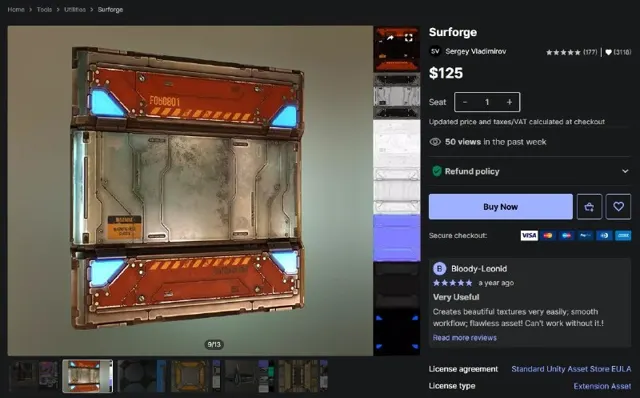 Home > Tools > Utilities > Surforge
Surforge
SV Sergey Vladimirov
(177) | (3118)
$125
Seat - 1 +
Updated price and taxes/VAT calculated at checkout
50 views in the past week
Refund policy
Buy Now
Secure checkout: VISA
B Bloody-Leonid
a year ago
Very Useful
Creates beautiful textures very easily; smooth
workflow; flawless asset! Can't work without it.!
Read more reviews
License agreement Standard Unity Asset Store EULA
License type Extension Asset
WARNING
9/13